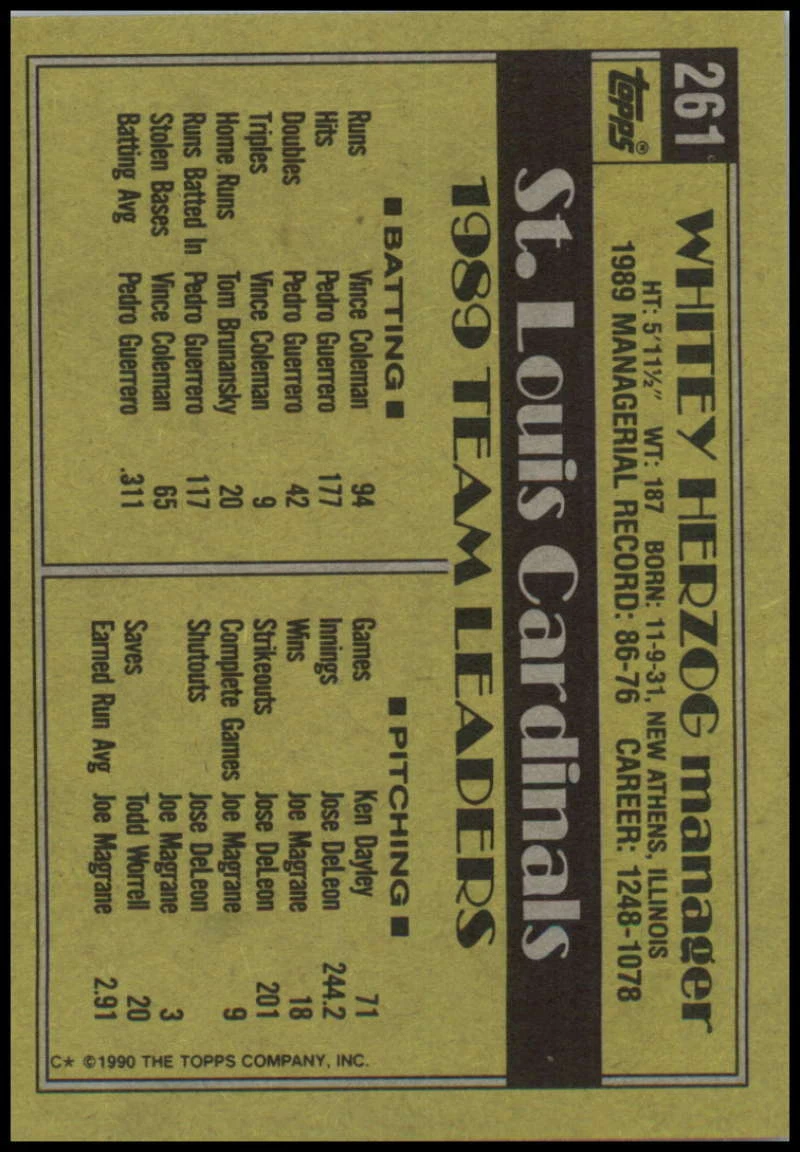 261
topps®
WHITEY HERZOG manager
HT: 5'11½" WT: 187 BORN: 11-9-31, NEW ATHENS, ILLINOIS
1989 MANAGERIAL RECORD: 86-76 CAREER: 1248-1078
St. Louis Cardinals
1989 TEAM LEADERS
■ BATTING ■
Runs Vince Coleman 94
Hits Pedro Guerrero 177
Doubles Pedro Guerrero 42
Triples Vince Coleman 9
Home Runs Tom Brunansky 20
Runs Batted In Pedro Guerrero 117
Stolen Bases Vince Coleman 65
Batting Avg Pedro Guerrero .311
■ PITCHING ■
Games Ken Dayley 71
Innings Jose DeLeon 244.2
Wins Joe Magrane 18
Strikeouts Jose DeLeon 201
Complete Games Joe Magrane 9
Shutouts Jose DeLeon
Joe Magrane 3
Saves Todd Worrell 20
Earned Run Avg Joe Magrane 2.91
C* ©1990 THE TOPPS COMPANY, INC.